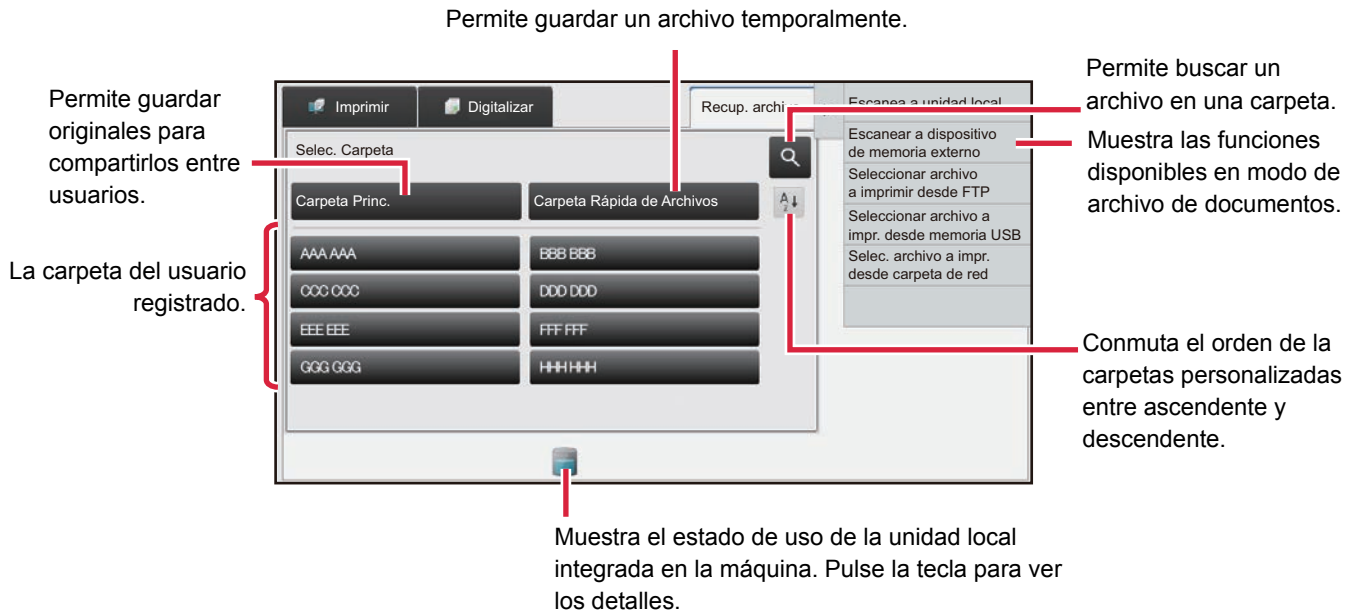 Permite guardar un archivo temporalmente.
Permite guardar
originales para
compartirlos entre
usuarios.
La carpeta del usuario
registrado.
Imprimir
Digitalizar
Recup. archivo
Selec. Carpeta
Carpeta Princ.
Carpeta Rápida de Archivos
AAA AAA
BBB BBB
CCC CCC
DDD DDD
EEE EEE
FFF FFF
GGG GGG
HHH HHH
Escanea a unidad local
Escanear a dispositivo
de memoria externo
Seleccionar archivo
a imprimir desde FTP
Seleccionar archivo a
impr. desde memoria USB
Selec. archivo a impr.
desde carpeta de red
Permite buscar un
archivo en una carpeta.
Muestra las funciones
disponibles en modo de
archivo de documentos.
Conmuta el orden de la
carpetas personalizadas
entre ascendente y
descendente.
Muestra el estado de uso de la unidad local
integrada en la máquina. Pulse la tecla para ver
los detalles.